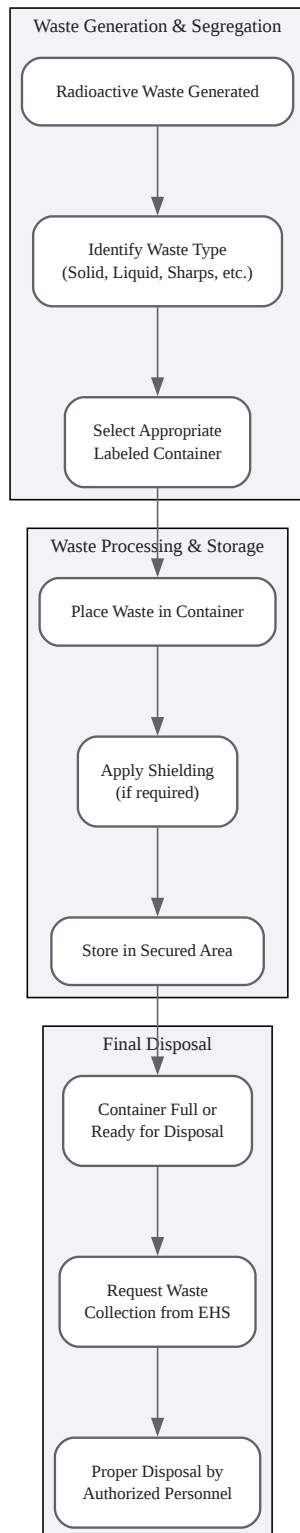 Waste Generation & Segregation
Radioactive Waste Generated
Identify Waste Type
(Solid, Liquid, Sharps, etc.)
Select Appropriate
Labeled Container
Waste Processing & Storage
Place Waste in Container
Apply Shielding
(if required)
Store in Secured Area
Final Disposal
Container Full or
Ready for Disposal
Request Waste
Collection from EHS
Proper Disposal by
Authorized Personnel